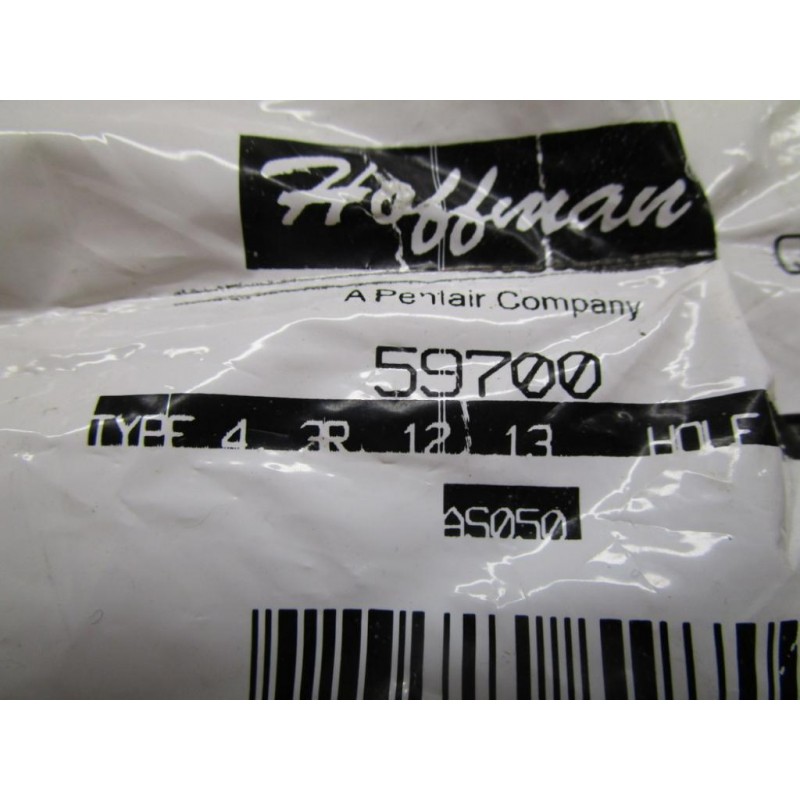 Hoffman
A Pentair Company
59700
TYPE 4, 3R, 12, 13 HOLE
AS050